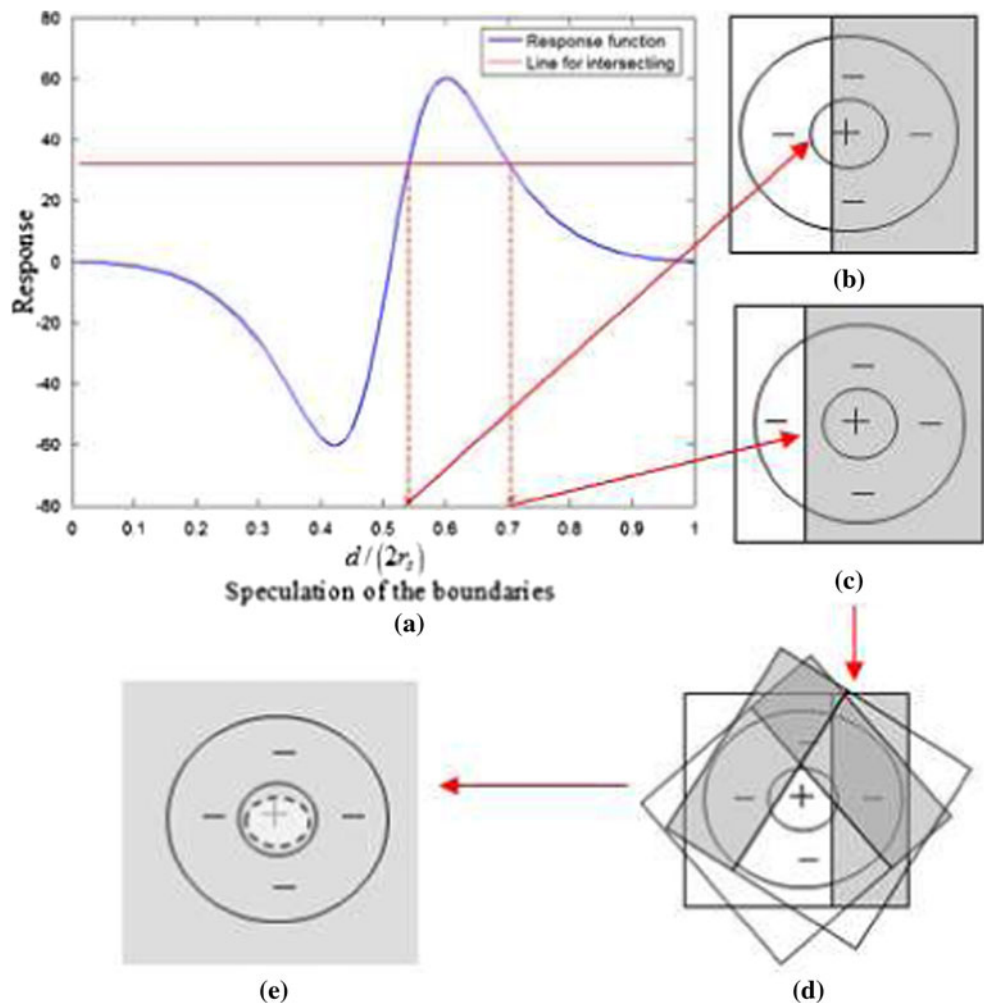 80
60
40
20
0
-20
-40
-60
-80
Response
Response function
Line for intersecting
0 0.1 0.2 0.3 0.4 0.5 0.6 0.7 0.8 0.9 1
d/(2rₛ)
Speculation of the boundaries
(a)
−
− + −
−
(b)
−
− + −
−
(c)
−
− + −
−
(e)
−
− + −
−
(d)